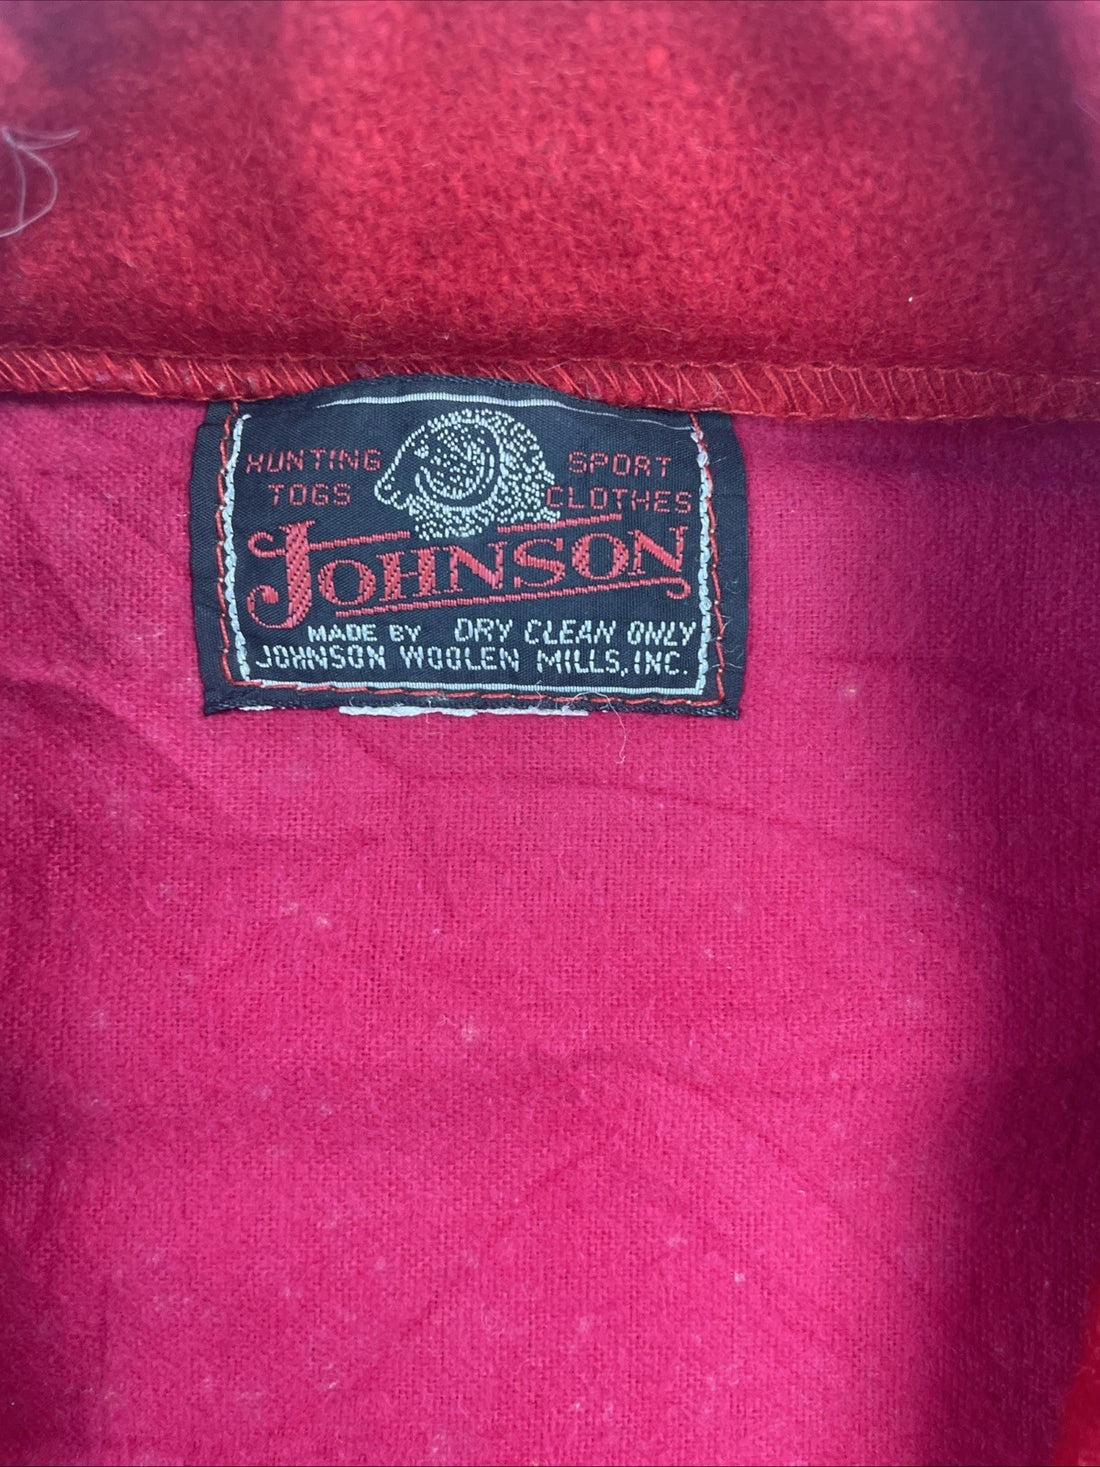 HUNTING SPORT
TOGS CLOTHES
JOHNSON
MADE BY DRY CLEAN ONLY
JOHNSON WOOLEN MILLS, INC.